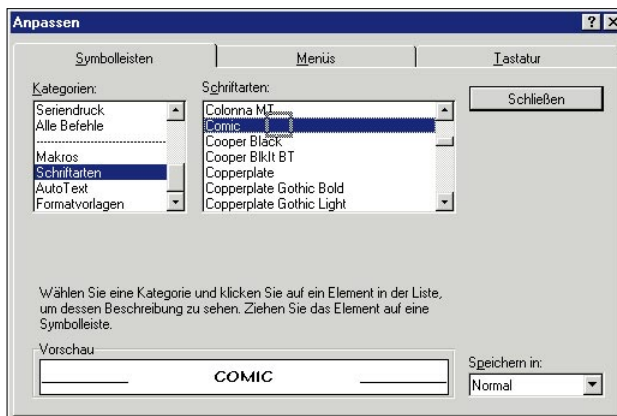 Anpassen
Symbolleisten
Menüs
Tastatur
Kategorien:
Seriendruck
Alle Befehle
Makros
Schriftarten
AutoText
Formatvorlagen
Schriftarten:
Colonna MT
Comic
Cooper Black
Cooper BlkIt BT
Copperplate
Copperplate Gothic Bold
Copperplate Gothic Light
Schließen
Wählen Sie eine Kategorie und klicken Sie auf ein Element in der Liste,
um dessen Beschreibung zu sehen. Ziehen Sie das Element auf eine
Symbolleiste.
Vorschau
COMIC
Speichern in:
Normal